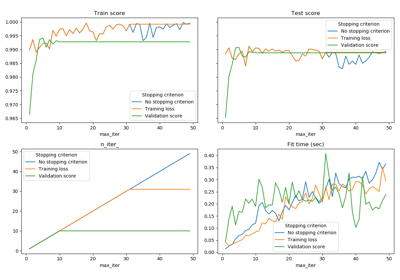 Train score
1.000
0.995
0.990
0.985
0.980
0.975
0.970
0.965
Stopping criterion
No stopping criterion
Training loss
Validation score
0 10 20 30 40 50
max_iter
Test score
Stopping criterion
No stopping criterion
Training loss
Validation score
0 10 20 30 40 50
max_iter
n_iter_
50
40
30
20
10
0
Stopping criterion
No stopping criterion
Training loss
Validation score
0 10 20 30 40 50
max_iter
Fit time (sec)
0.40
0.35
0.30
0.25
0.20
0.15
0.10
0.05
0.00
Stopping criterion
No stopping criterion
Training loss
Validation score
0 10 20 30 40 50
max_iter